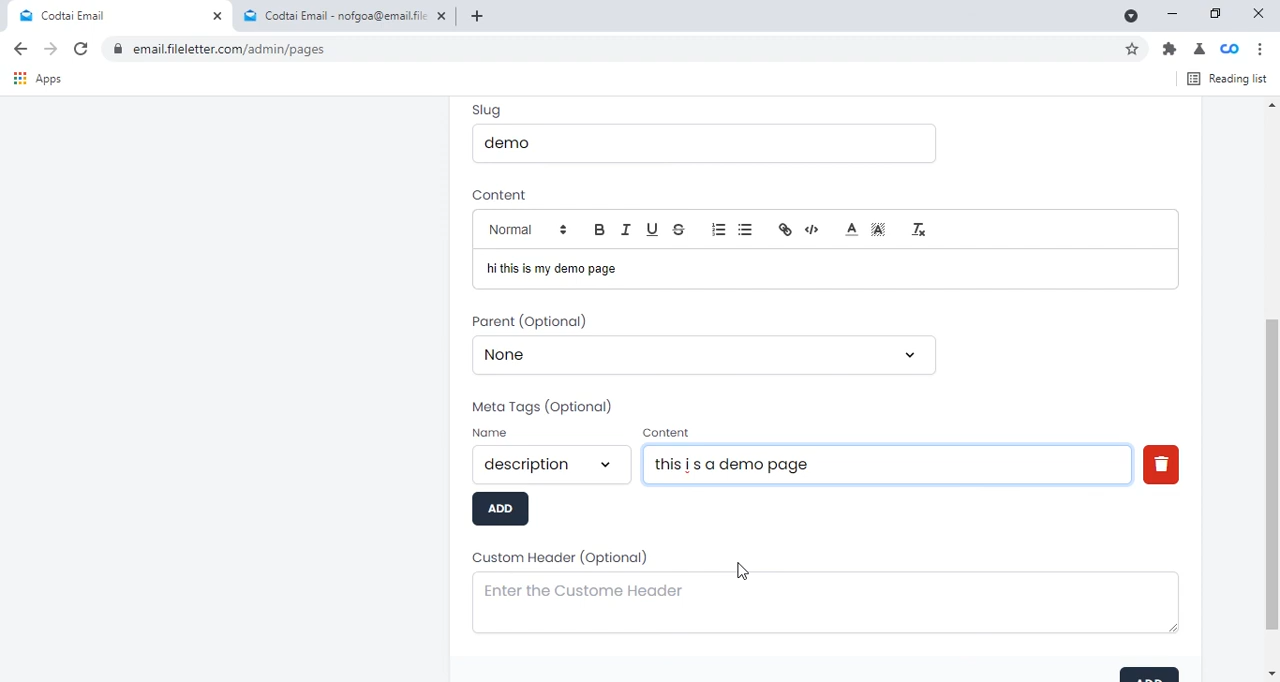 Codtai Email
Codtai Email - nofgoa@email.file
email.fileletter.com/admin/pages
Apps
Reading list
Slug
demo
Content
Normal
hi this is my demo page
Parent (Optional)
None
Meta Tags (Optional)
Name Content
description this i s a demo page
ADD
Custom Header (Optional)
Enter the Custome Header
ADD